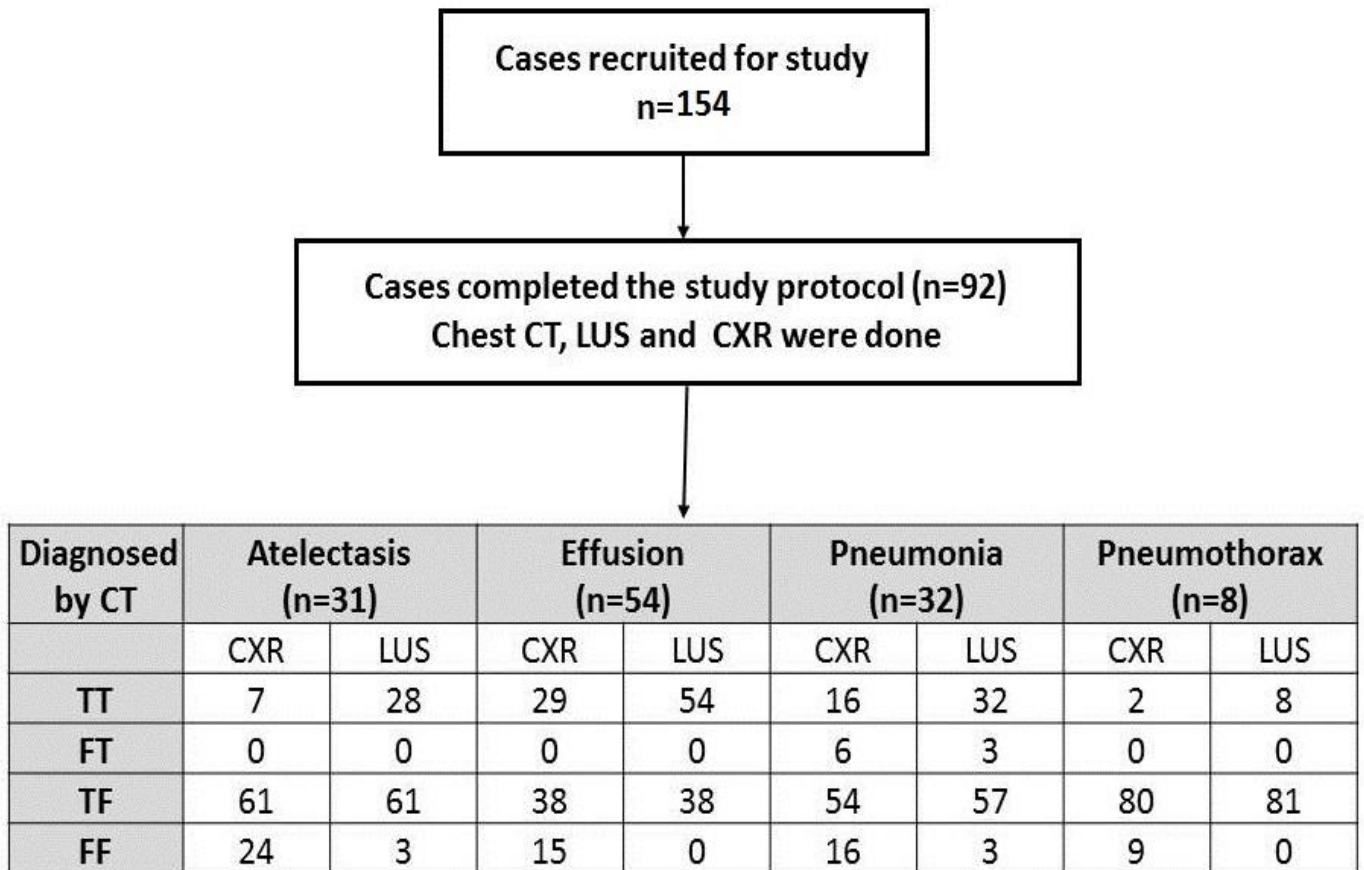 Cases recruited for study
n=154
Cases completed the study protocol (n=92)
Chest CT, LUS and CXR were done
Diagnosed by CT Atelectasis (n=31) Effusion (n=54) Pneumonia (n=32) Pneumothorax (n=8)
CXR LUS CXR LUS CXR LUS CXR LUS
TT 7 28 29 54 16 32 2 8
FT 0 0 0 0 6 3 0 0
TF 61 61 38 38 54 57 80 81
FF 24 3 15 0 16 3 9 0